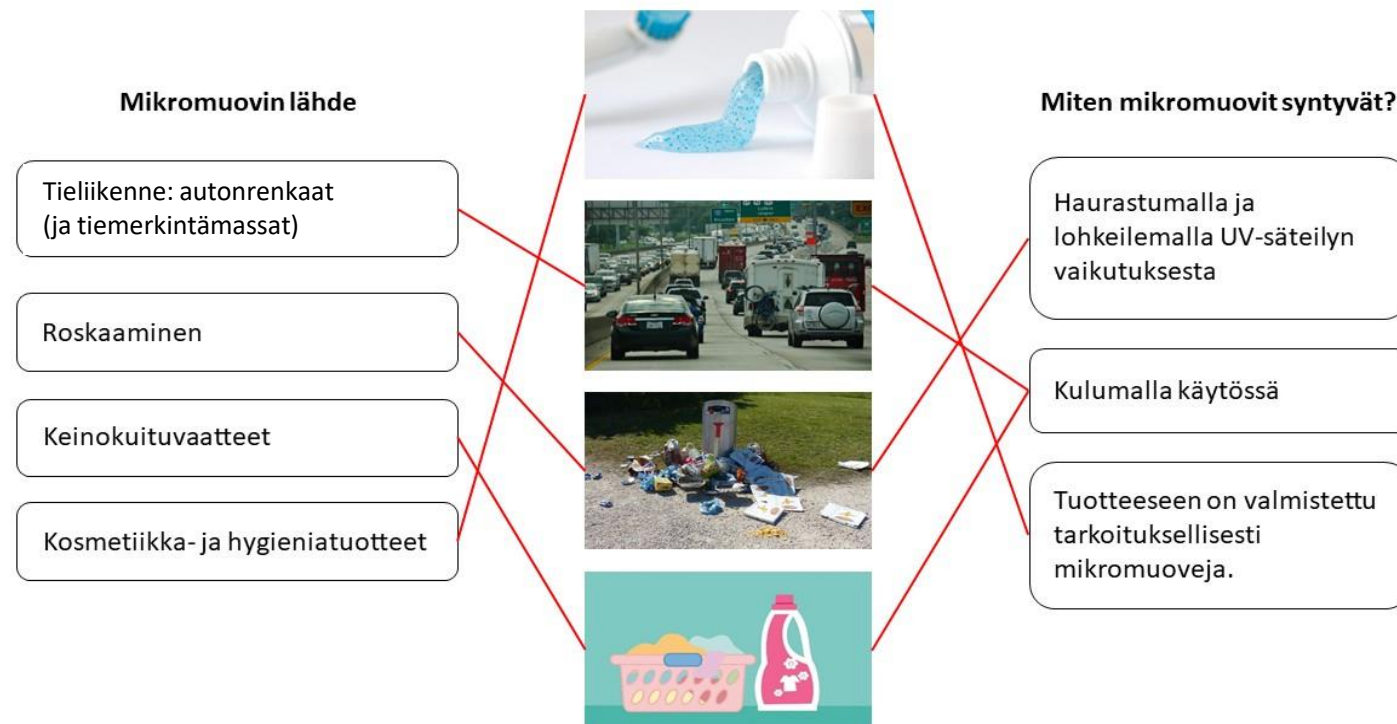 Mikromuovin lähde
Tieliikenne: autonrenkaat
(ja tiemerkintämassat)
Roskaaminen
Keinokuituvaatteet
Kosmetiikka- ja hygieniatuotteet
Miten mikromuovit syntyvät?
Haurastumalla ja
lohkeilemalla UV-säteilyn
vaikutuksesta
Kulumalla käytössä
Tuotteeseen on valmistettu
tarkoituksellisesti
mikromuoveja.